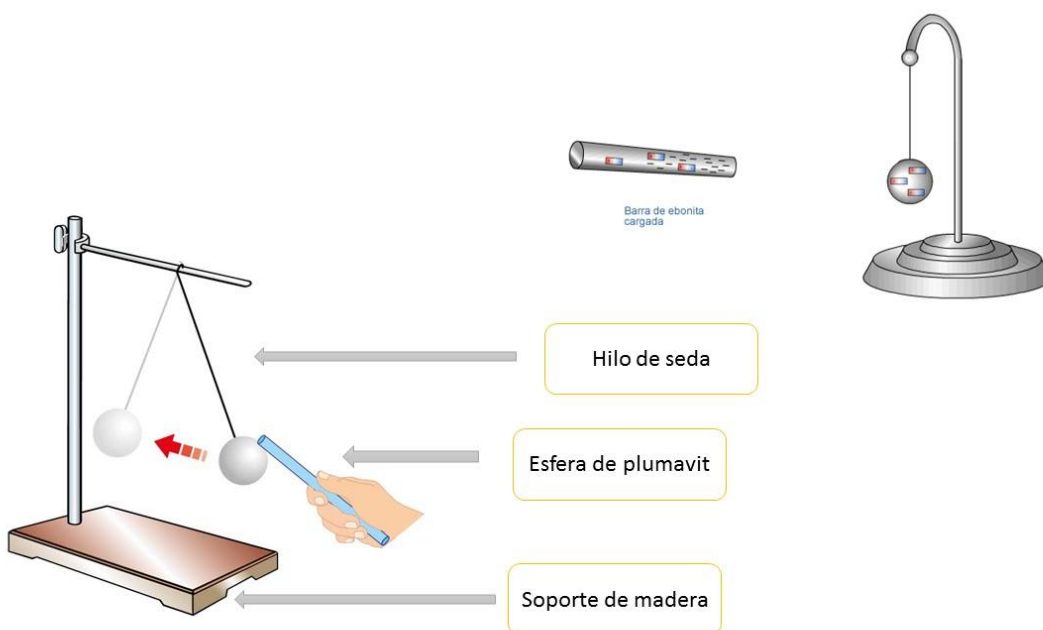 Barra de ebonita
cargada
Hilo de seda
Esfera de plumavit
Soporte de madera